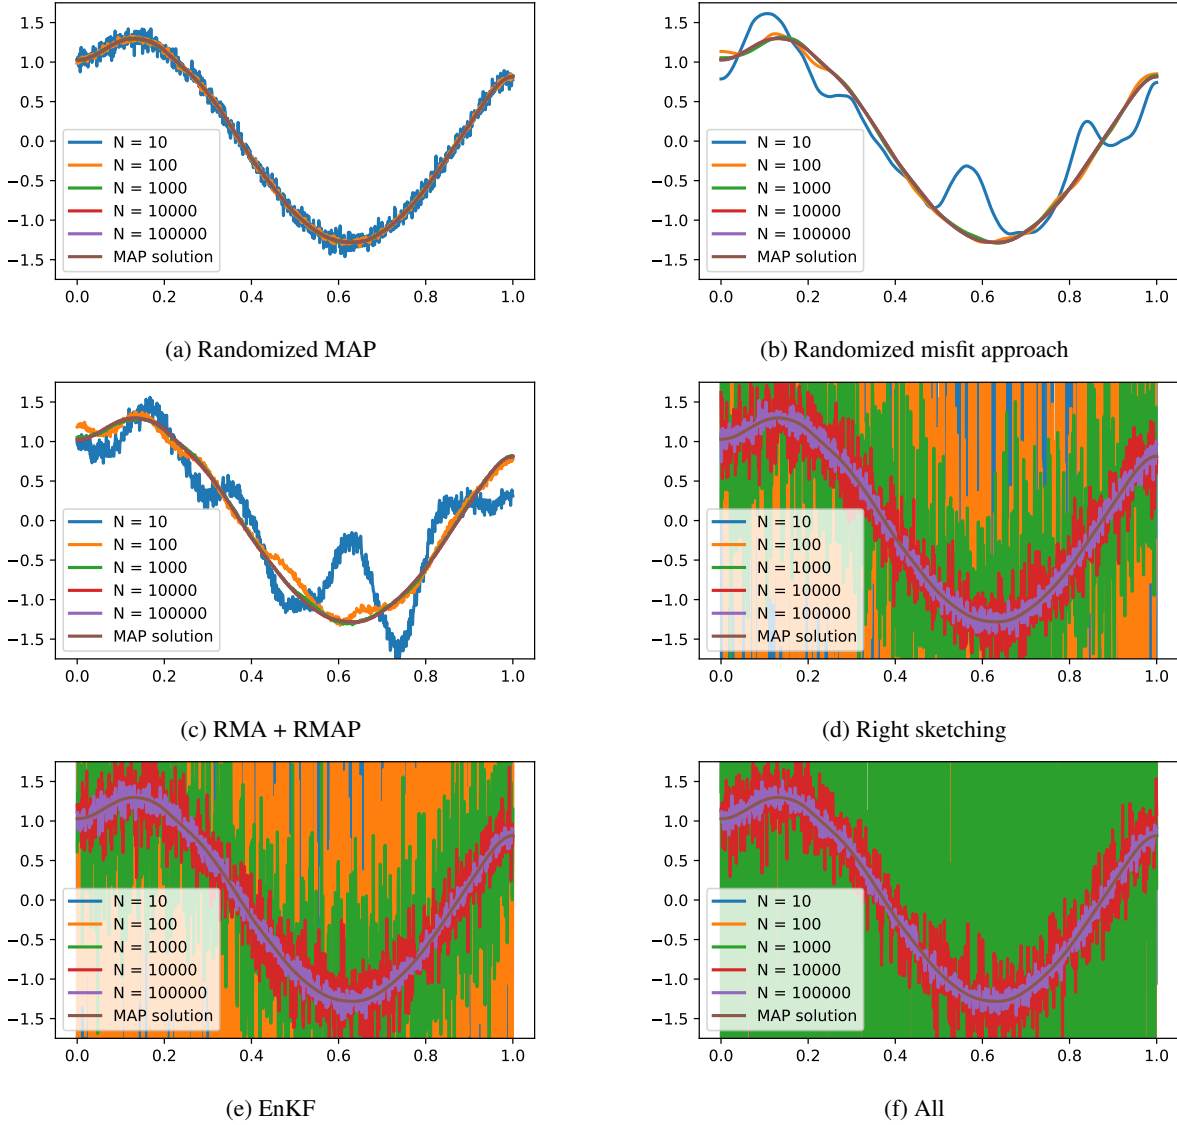 1.5
1.0
0.5
0.0
−0.5
−1.0
−1.5
N = 10
N = 100
N = 1000
N = 10000
N = 100000
MAP solution
0.0 0.2 0.4 0.6 0.8 1.0
(a) Randomized MAP
1.5
1.0
0.5
0.0
−0.5
−1.0
−1.5
N = 10
N = 100
N = 1000
N = 10000
N = 100000
MAP solution
0.0 0.2 0.4 0.6 0.8 1.0
(b) Randomized misfit approach
1.5
1.0
0.5
0.0
−0.5
−1.0
−1.5
N = 10
N = 100
N = 1000
N = 10000
N = 100000
MAP solution
0.0 0.2 0.4 0.6 0.8 1.0
(c) RMA + RMAP
1.5
1.0
0.5
0.0
−0.5
−1.0
−1.5
N = 10
N = 100
N = 1000
N = 10000
N = 100000
MAP solution
0.0 0.2 0.4 0.6 0.8 1.0
(d) Right sketching
1.5
1.0
0.5
0.0
−0.5
−1.0
−1.5
N = 10
N = 100
N = 1000
N = 10000
N = 100000
MAP solution
0.0 0.2 0.4 0.6 0.8 1.0
(e) EnKF
1.5
1.0
0.5
0.0
−0.5
−1.0
−1.5
N = 10
N = 100
N = 1000
N = 10000
N = 100000
MAP solution
0.0 0.2 0.4 0.6 0.8 1.0
(f) All